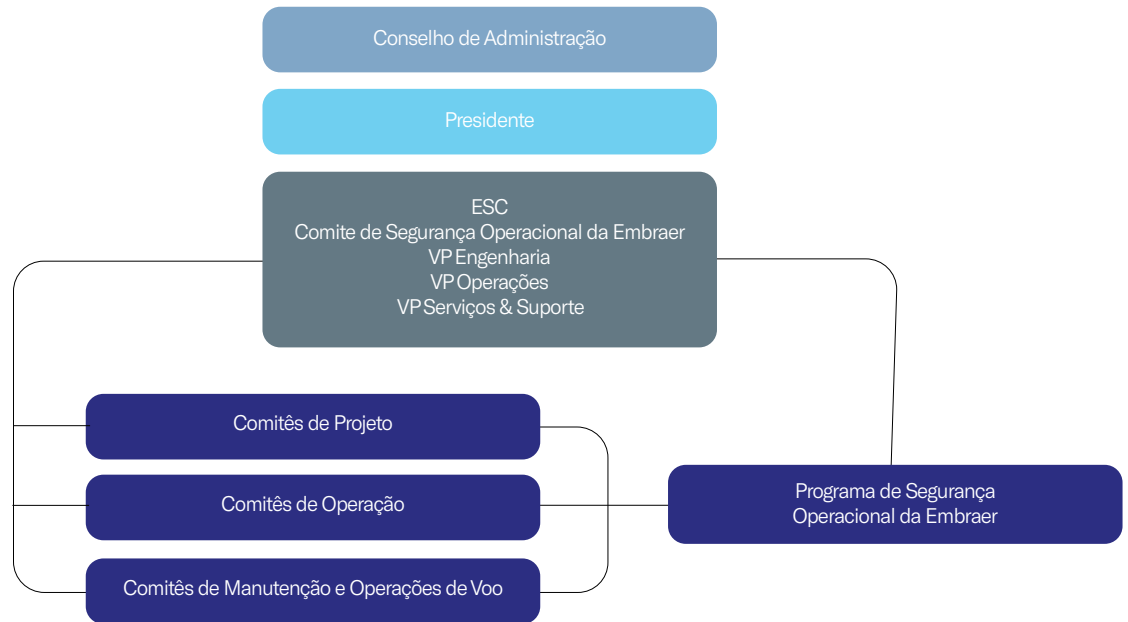 Conselho de Administração
Presidente
ESC
Comite de Segurança Operacional da Embraer
VP Engenharia
VP Operações
VP Serviços & Suporte
Comitês de Projeto
Comitês de Operação
Comitês de Manutenção e Operações de Voo
Programa de Segurança
Operacional da Embraer